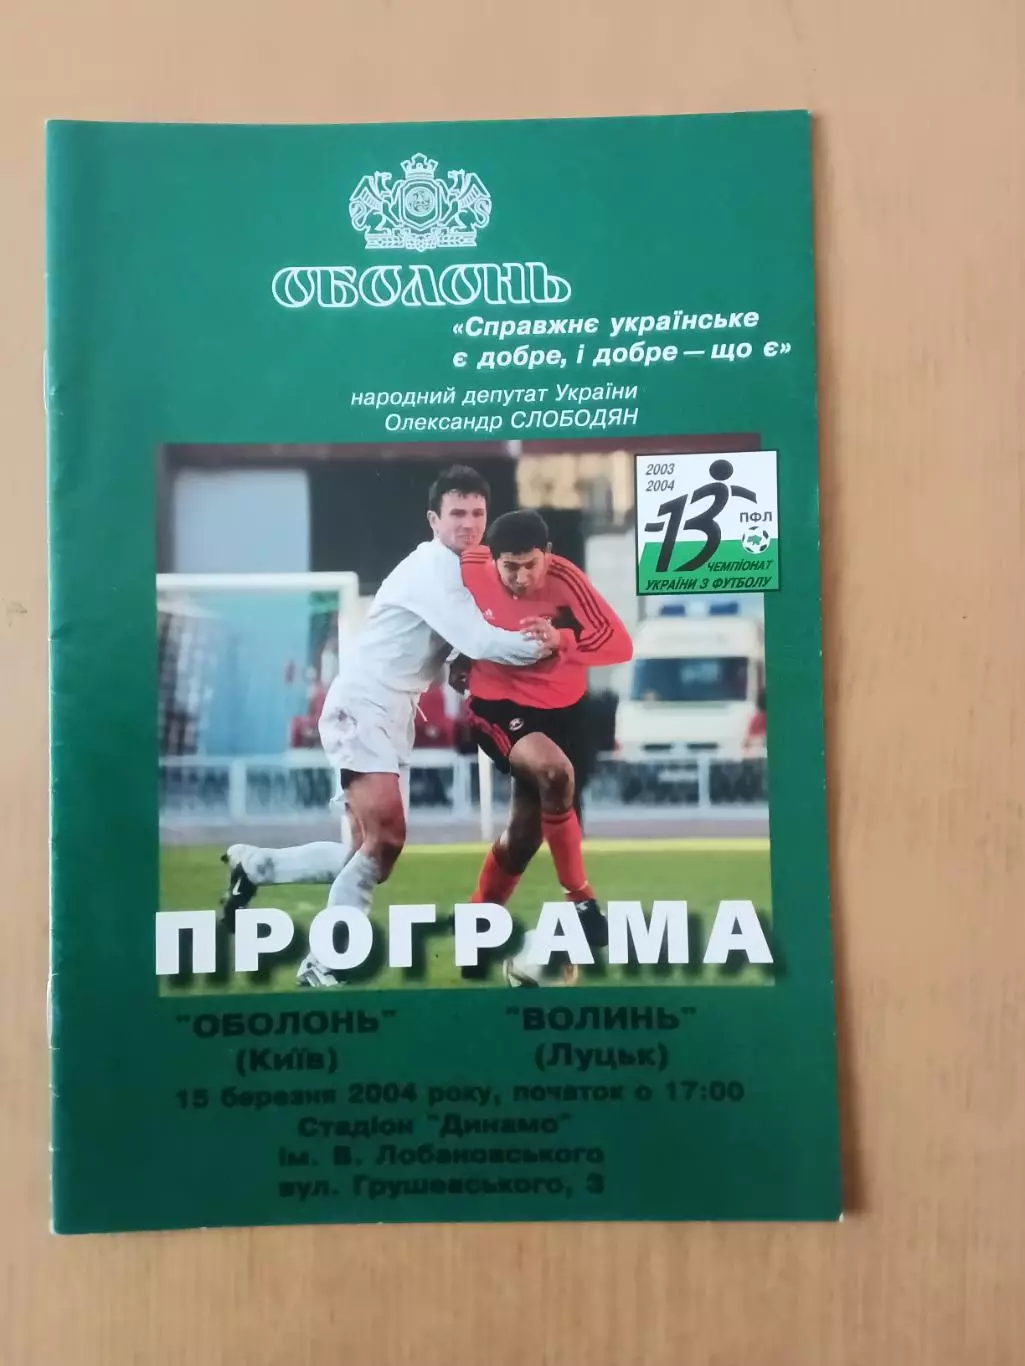 ОБОЛОНЬ
«Справжнє українське
є добре, і добре — що є»
народний депутат України
Олександр СЛОБОДЯН
2003
2004
13
ПФЛ
ЧЕМПІОНАТ
УКРАЇНИ З ФУТБОЛУ
ПРОГРАМА
"ОБОЛОНЬ" "ВОЛИНЬ"
(Київ) (Луцьк)
15 березня 2004 року, початок о 17:00
Стадіон "Динамо"
ім. В. Лобановського
вул. Грушевського, 3